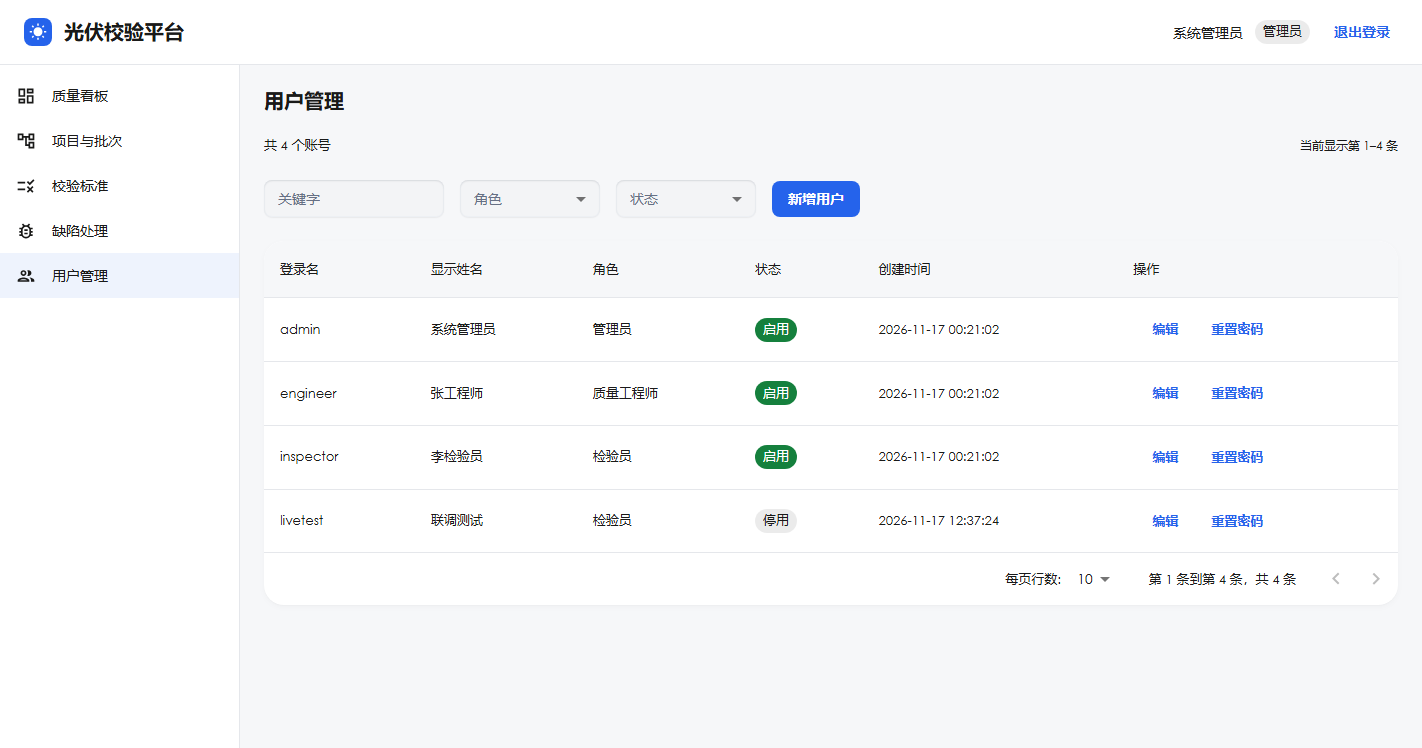 光伏校验平台 系统管理员 管理员 退出登录
质量看板
项目与批次
校验标准
缺陷处理
用户管理
用户管理
共 4 个账号 当前显示第 1–4 条
关键字 角色 状态 新增用户
登录名 显示姓名 角色 状态 创建时间 操作
admin 系统管理员 管理员 启用 2026-11-17 00:21:02 编辑 重置密码
engineer 张工程师 质量工程师 启用 2026-11-17 00:21:02 编辑 重置密码
inspector 李检验员 检验员 启用 2026-11-17 00:21:02 编辑 重置密码
livetest 联调测试 检验员 停用 2026-11-17 12:37:24 编辑 重置密码
每页行数: 10 第 1 条到第 4 条，共 4 条